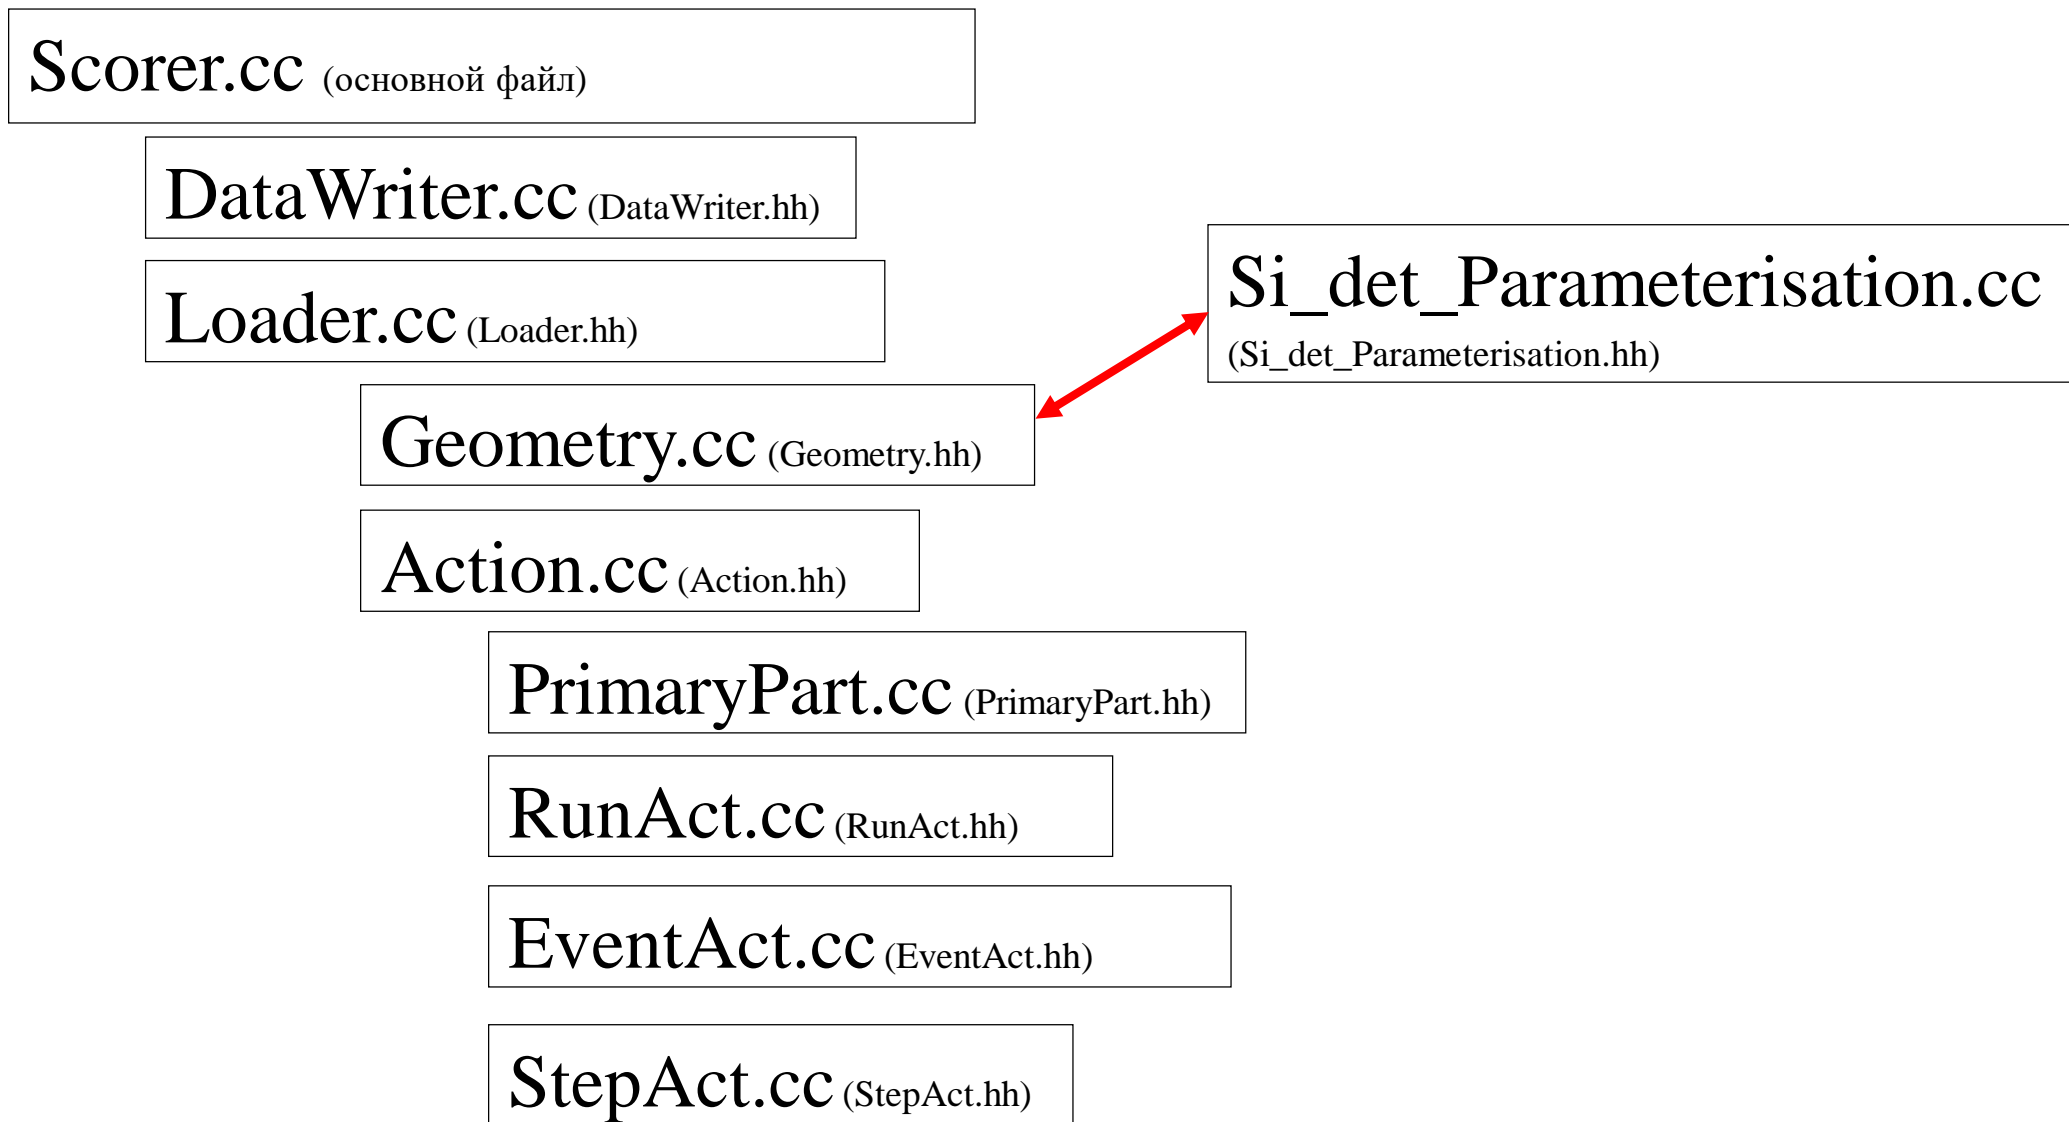 Scorer.cc (основной файл)
DataWriter.cc (DataWriter.hh)
Loader.cc (Loader.hh)
Si_det_Parameterisation.cc
(Si_det_Parameterisation.hh)
Geometry.cc (Geometry.hh)
Action.cc (Action.hh)
PrimaryPart.cc (PrimaryPart.hh)
RunAct.cc (RunAct.hh)
EventAct.cc (EventAct.hh)
StepAct.cc (StepAct.hh)